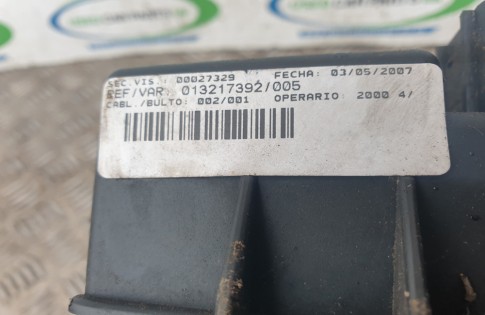 SEC.VIS.: 00027329 FECHA: 03/05/2007
REF/VAR: 013217392/005
CABL./BULTO: 002/001 OPERARIO: 2000 4/